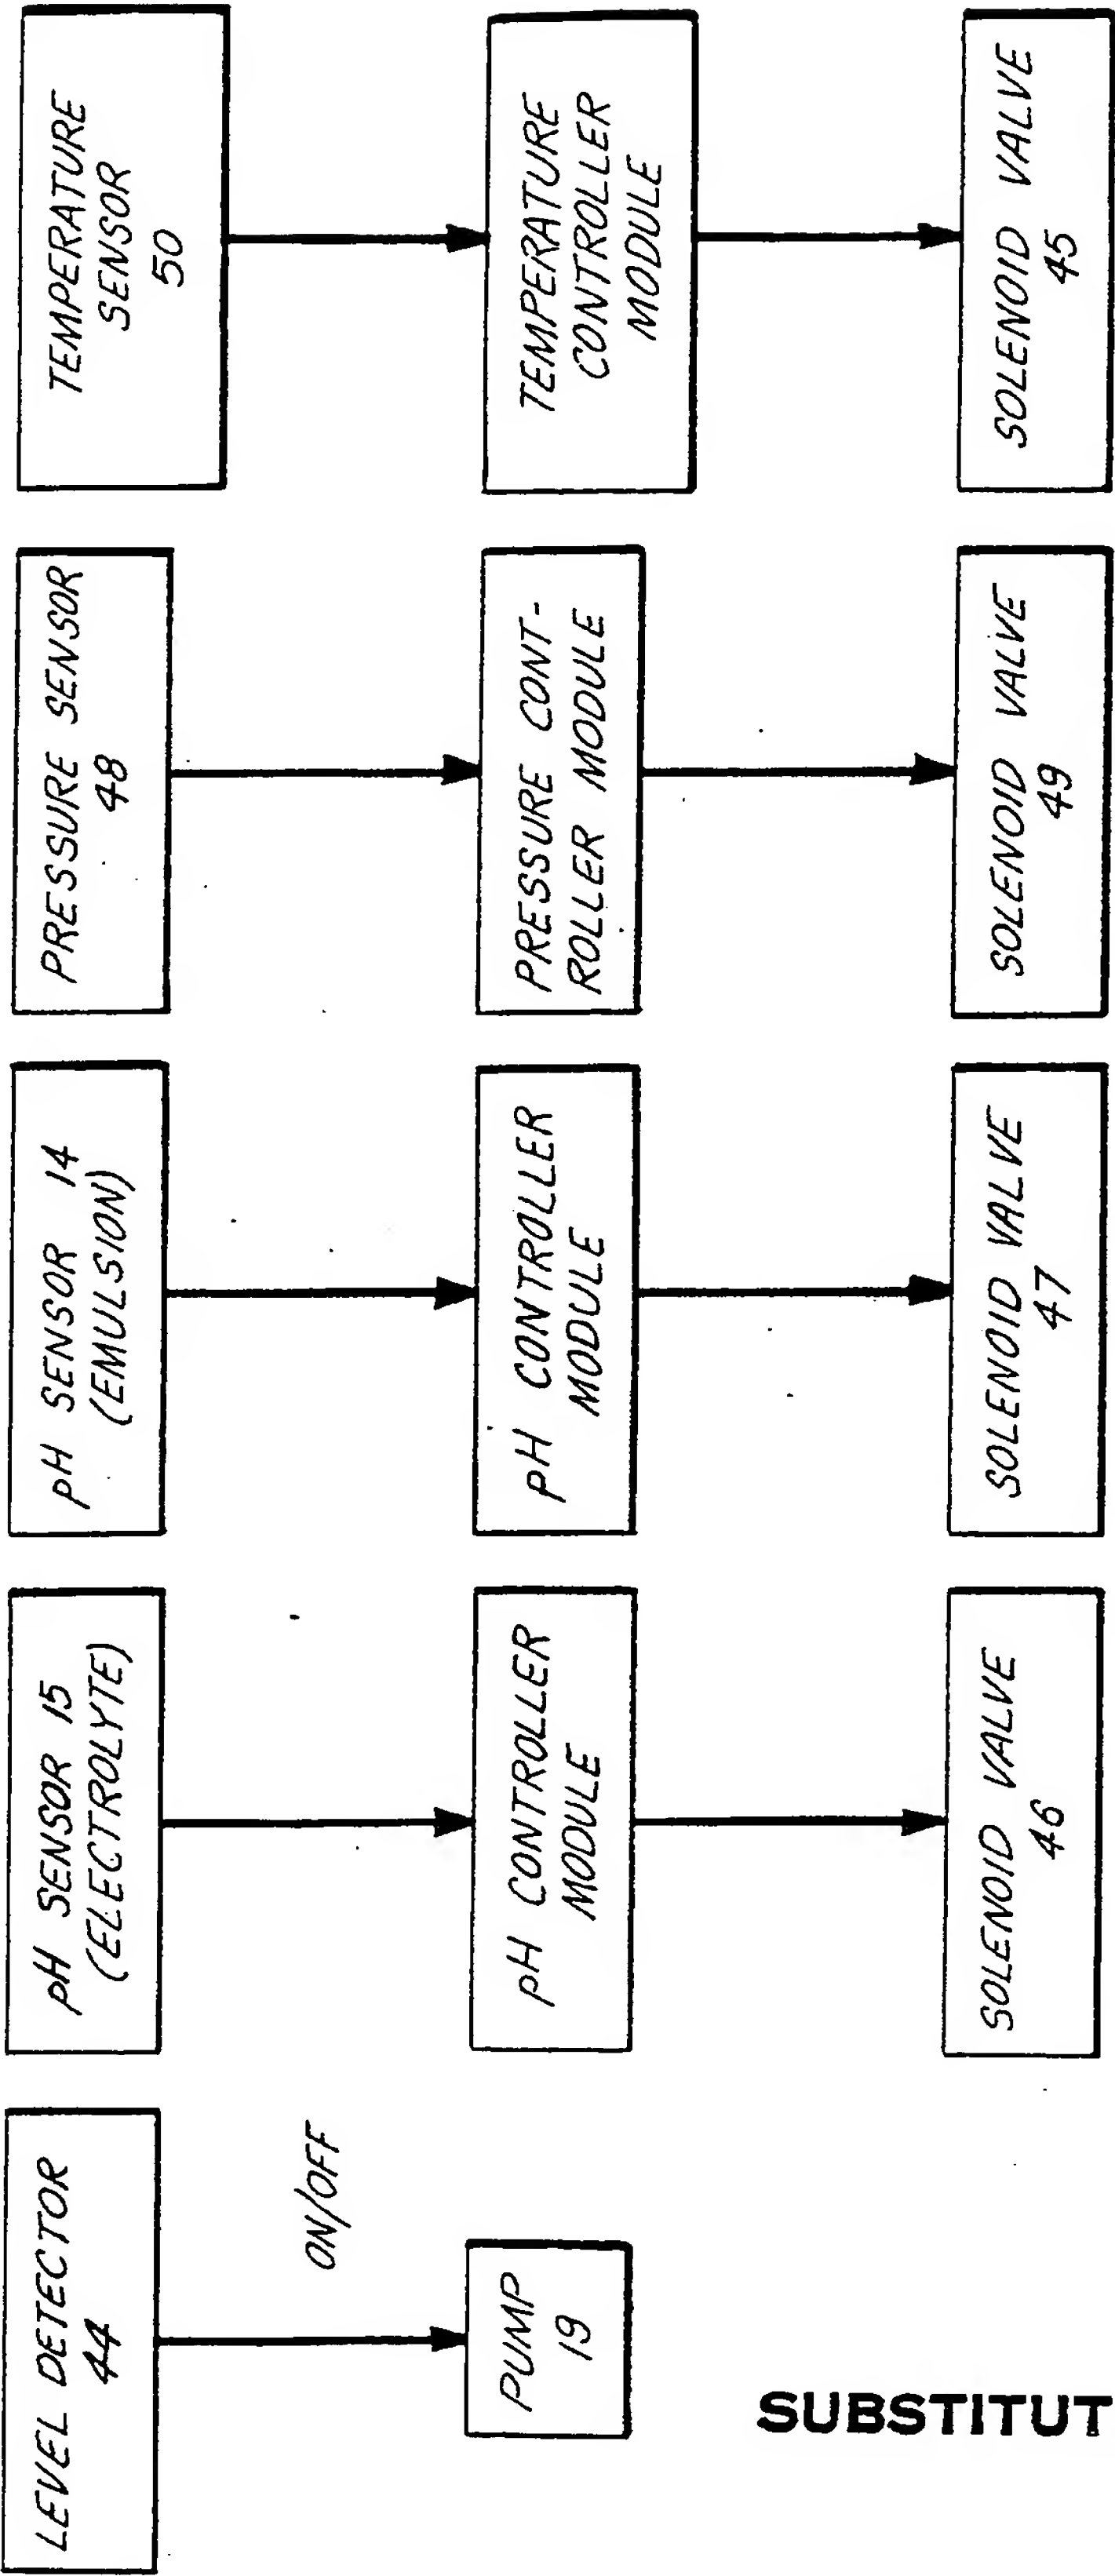 LEVEL DETECTOR
44
ON/OFF
PUMP
19
pH SENSOR 15
(ELECTROLYTE)
pH CONTROLLER
MODULE
SOLENOID VALVE
46
pH SENSOR 14
(EMULSION)
pH CONTROLLER
MODULE
SOLENOID VALVE
47
PRESSURE SENSOR
48
PRESSURE CONT-
ROLLER MODULE
SOLENOID VALVE
49
TEMPERATURE
SENSOR
50
TEMPERATURE
CONTROLLER
MODULE
SOLENOID VALVE
45
SUBSTITUT